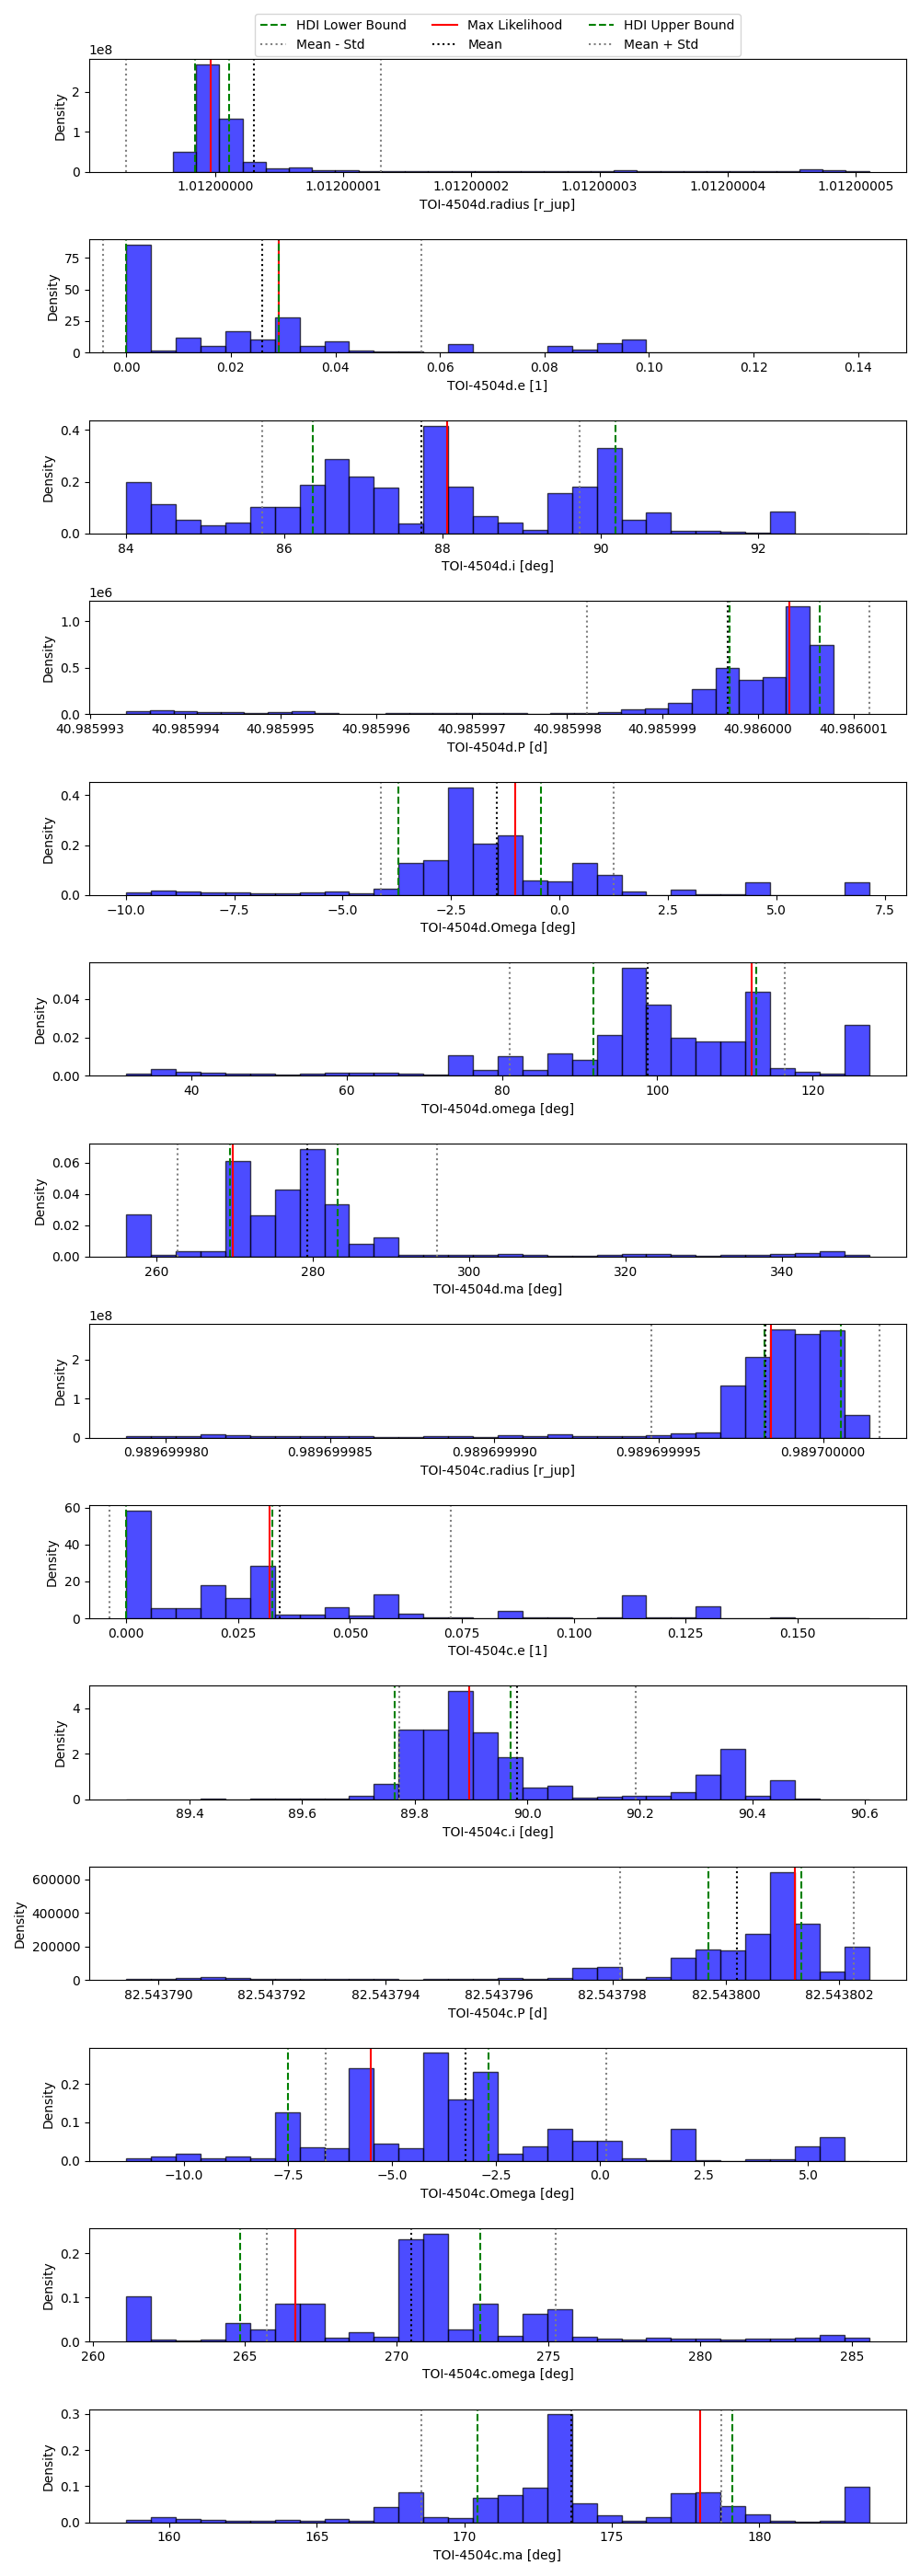 HDI Lower Bound Max Likelihood HDI Upper Bound
Mean - Std Mean Mean + Std
1e8
Density
2
1
0
1.01200000 1.01200001 1.01200002 1.01200003 1.01200004 1.01200005
TOI-4504d.radius [r_jup]
Density
75
50
25
0
0.00 0.02 0.04 0.06 0.08 0.10 0.12 0.14
TOI-4504d.e [1]
Density
0.4
0.2
0.0
84 86 88 90 92
TOI-4504d.i [deg]
1e6
Density
1.0
0.5
0.0
40.985993 40.985994 40.985995 40.985996 40.985997 40.985998 40.985999 40.986000 40.986001
TOI-4504d.P [d]
Density
0.4
0.2
0.0
−10.0 −7.5 −5.0 −2.5 0.0 2.5 5.0 7.5
TOI-4504d.Omega [deg]
Density
0.04
0.02
0.00
40 60 80 100 120
TOI-4504d.omega [deg]
Density
0.06
0.04
0.02
0.00
260 280 300 320 340
TOI-4504d.ma [deg]
1e8
Density
2
1
0
0.989699980 0.989699985 0.989699990 0.989699995 0.989700000
TOI-4504c.radius [r_jup]
Density
60
40
20
0
0.000 0.025 0.050 0.075 0.100 0.125 0.150
TOI-4504c.e [1]
Density
4
2
0
89.4 89.6 89.8 90.0 90.2 90.4 90.6
TOI-4504c.i [deg]
Density
600000
400000
200000
0
82.543790 82.543792 82.543794 82.543796 82.543798 82.543800 82.543802
TOI-4504c.P [d]
Density
0.2
0.1
0.0
−10.0 −7.5 −5.0 −2.5 0.0 2.5 5.0
TOI-4504c.Omega [deg]
Density
0.2
0.1
0.0
260 265 270 275 280 285
TOI-4504c.omega [deg]
Density
0.3
0.2
0.1
0.0
160 165 170 175 180
TOI-4504c.ma [deg]